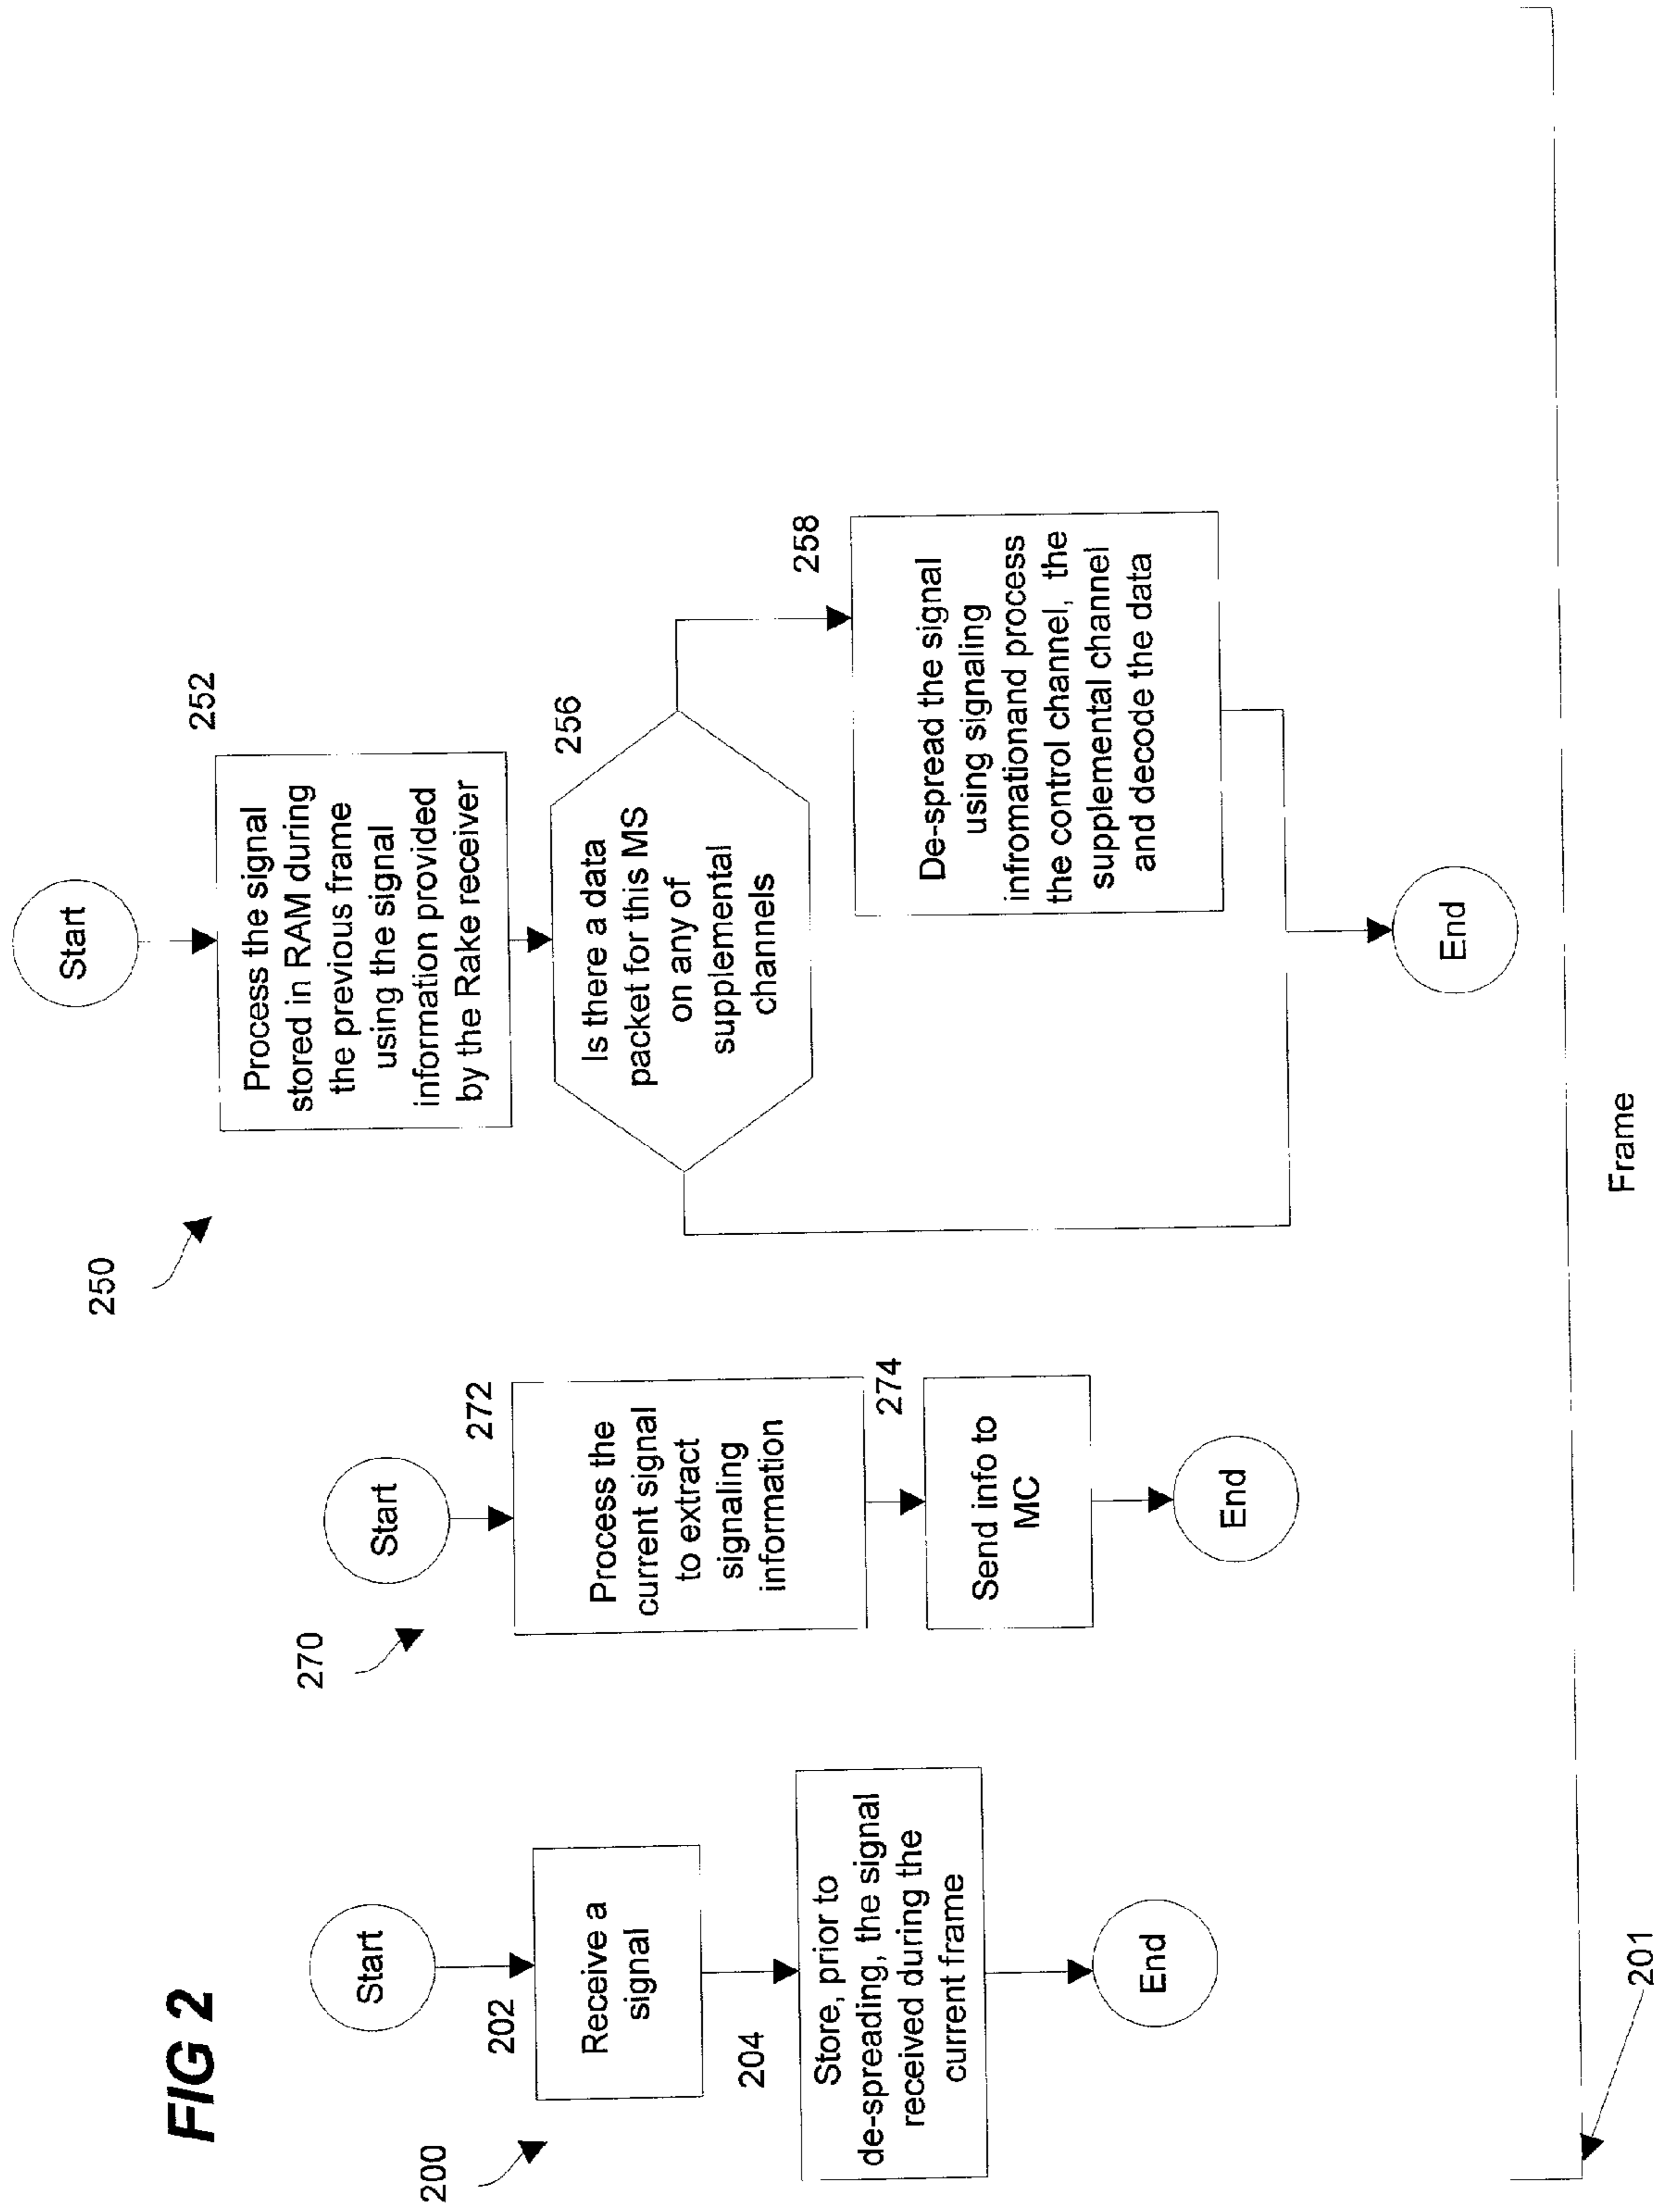 FIG 2
200
Start
202
Receive a
signal
204
Store, prior to
de-spreading, the signal
received during the
current frame
End
270
Start
272
Process the
current signal
to extract
signaling
information
274
Send info to
MC
End
250
Start
252
Process the signal
stored in RAM during
the previous frame
using the signal
information provided
by the Rake receiver
256
Is there a data
packet for this MS
on any of
supplemental
channels
258
De-spread the signal
using signaling
infromationand process
the control channel, the
supplemental channel
and decode the data
End
201
Frame